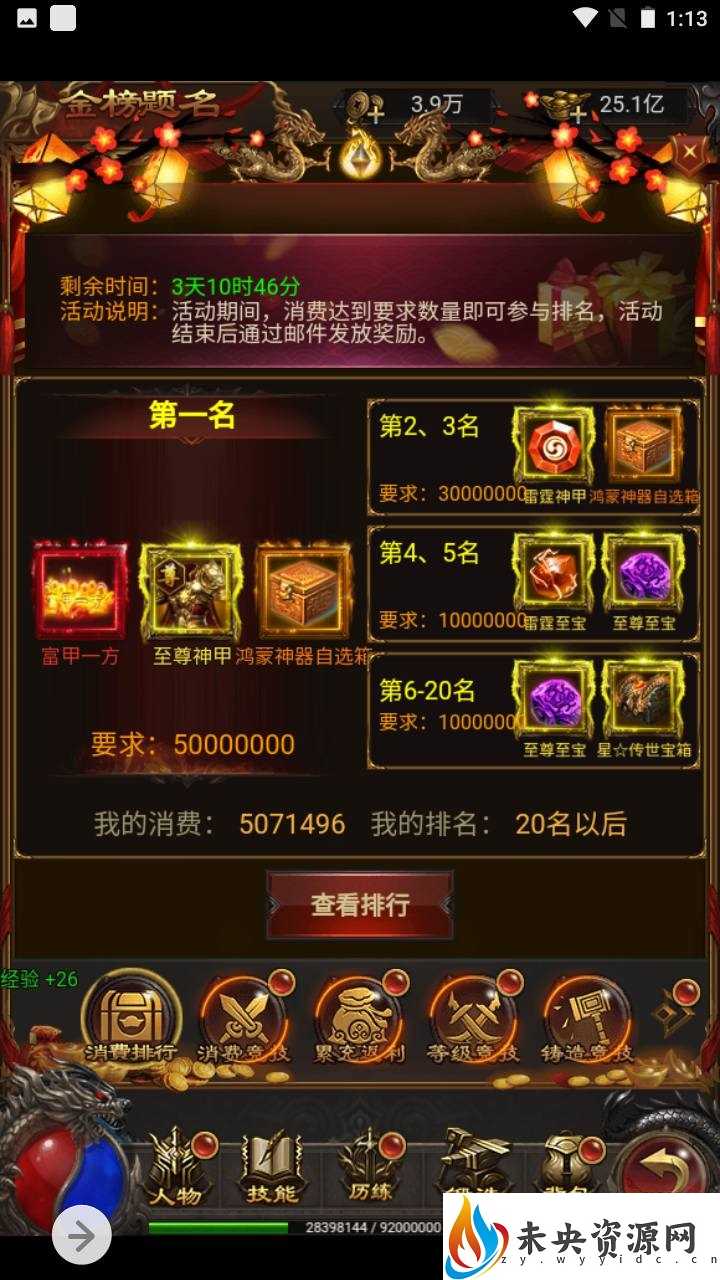 1:13
金榜题名
3.9万
25.1亿
剩余时间：3天10时46分
活动说明：活动期间，消费达到要求数量即可参与排名，活动
结束后通过邮件发放奖励。
第一名
富甲一方
至尊神甲
鸿蒙神器自选箱
要求：50000000
第2、3名
要求：30000000
雷霆神甲
鸿蒙神器自选箱
第4、5名
要求：10000000
雷霆至宝
至尊至宝
第6-20名
要求：1000000
至尊至宝
星☆传世宝箱
我的消费：5071496
我的排名：20名以后
查看排行
经验 +26
消费排行
消费竞技
累充返利
等级竞技
铸造竞技
人物
技能
历练
28398144 / 92000000
未央资源网
zy.wyyidc.cn